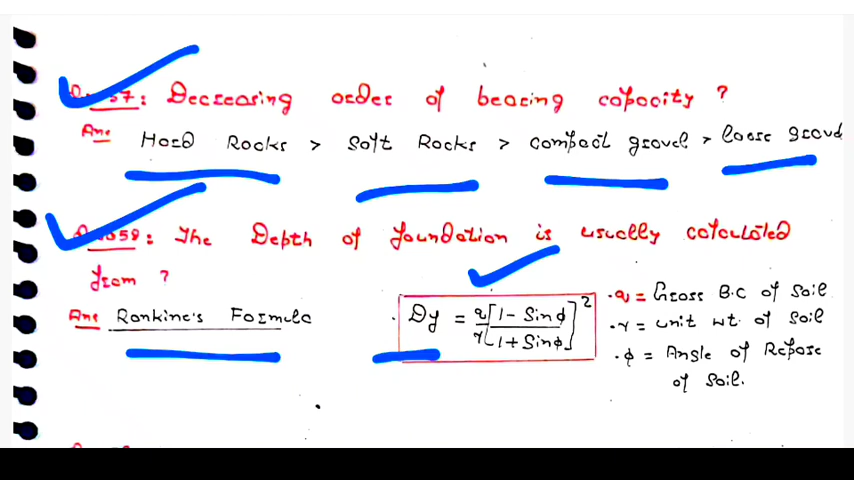 57: Decreasing order of bearing capacity ?
Ans Hard Rocks > Soft Rocks > compact gravel > loose
58: The Depth of foundation is usually calculated
from ?
Ans Rankine's Formula
Df = q/γ [1 - Sinφ / 1 + Sinφ]²
·q = Gross B.C of Soil
·γ = unit wt. of Soil
·φ = Angle of Repose
of Soil.